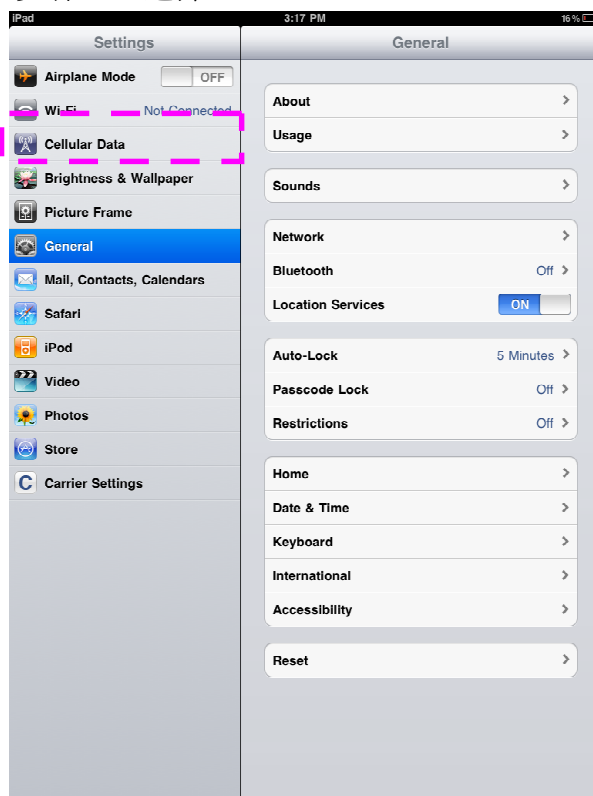 iPad 3:17 PM 16%
Settings
General
Airplane Mode OFF
Wi-Fi Not Connected
Cellular Data
Brightness & Wallpaper
Picture Frame
General
Mail, Contacts, Calendars
Safari
iPod
Video
Photos
Store
C Carrier Settings
About
Usage
Sounds
Network
Bluetooth Off
Location Services ON
Auto-Lock 5 Minutes
Passcode Lock Off
Restrictions Off
Home
Date & Time
Keyboard
International
Accessibility
Reset